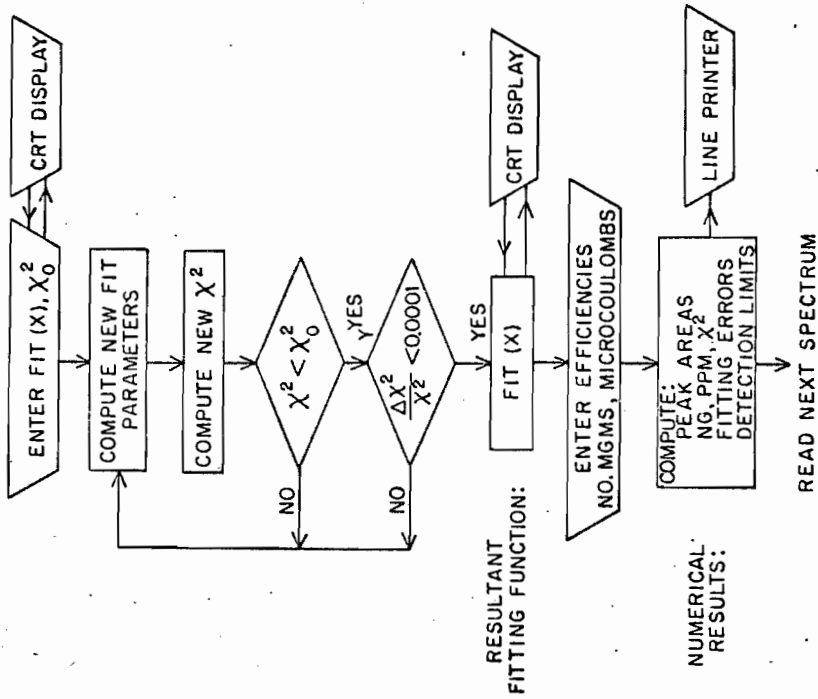 ENTER FIT (X), χ₀²
CRT DISPLAY
COMPUTE NEW FIT
PARAMETERS
COMPUTE NEW χ²
χ² < χ₀²
NO
YES
Δχ²/χ² <0.0001
NO
YES
RESULTANT
FITTING FUNCTION:
FIT (X)
CRT DISPLAY
ENTER EFFICIENCIES
NO. MGMS, MICROCOULOMBS
NUMERICAL
RESULTS:
COMPUTE:
PEAK AREAS
NG, PPM, χ²
FITTING ERRORS
DETECTION LIMITS
LINE PRINTER
READ NEXT SPECTRUM